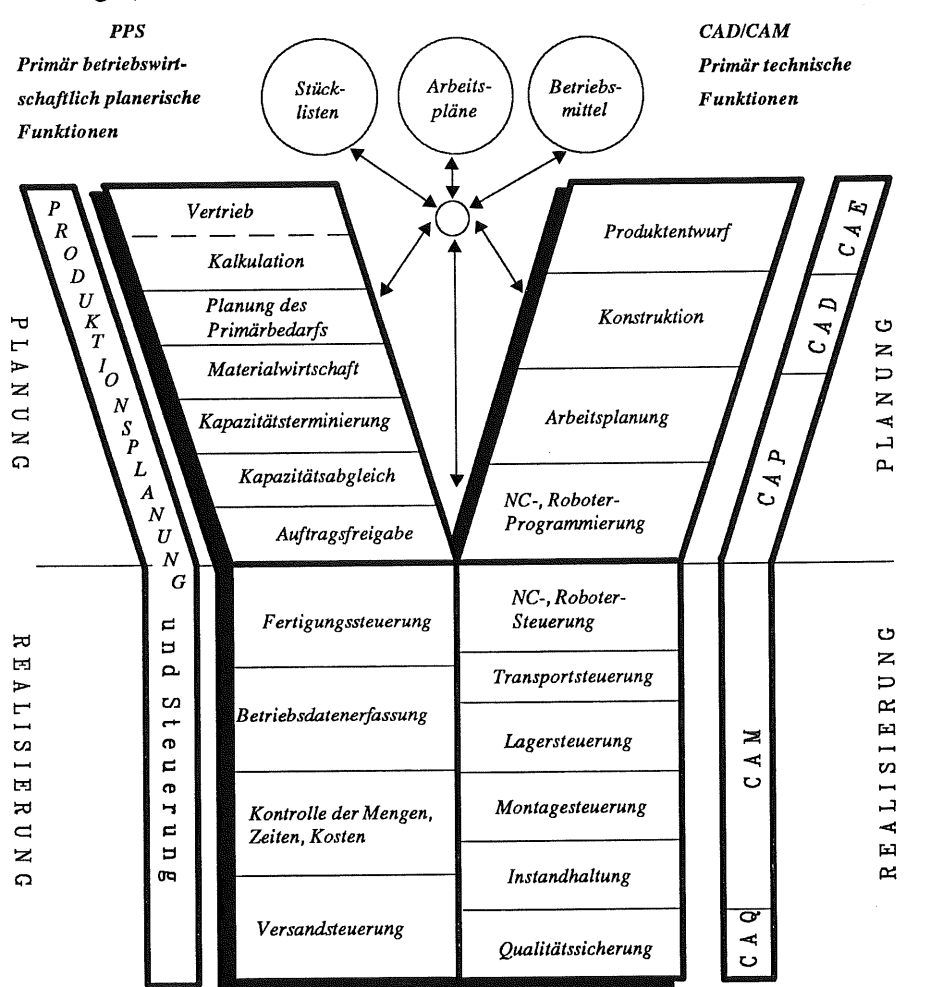 PPS
Primär betriebswirt-
schaftlich planerische
Funktionen
CAD/CAM
Primär technische
Funktionen
Stück-
listen
Arbeits-
pläne
Betriebs-
mittel
PLANUNG
REALISIERUNG
PRODUKTIONSPLANUNG und Steuerung
Vertrieb
Kalkulation
Planung des
Primärbedarfs
Materialwirtschaft
Kapazitätsterminierung
Kapazitätsabgleich
Auftragsfreigabe
Fertigungssteuerung
Betriebsdatenerfassung
Kontrolle der Mengen,
Zeiten, Kosten
Versandsteuerung
Produktentwurf
Konstruktion
Arbeitsplanung
NC-, Roboter-
Programmierung
NC-, Roboter-
Steuerung
Transportsteuerung
Lagersteuerung
Montagesteuerung
Instandhaltung
Qualitätssicherung
CAE
CAD
CAP
CAM
CAQ
PLANUNG
REALISIERUNG